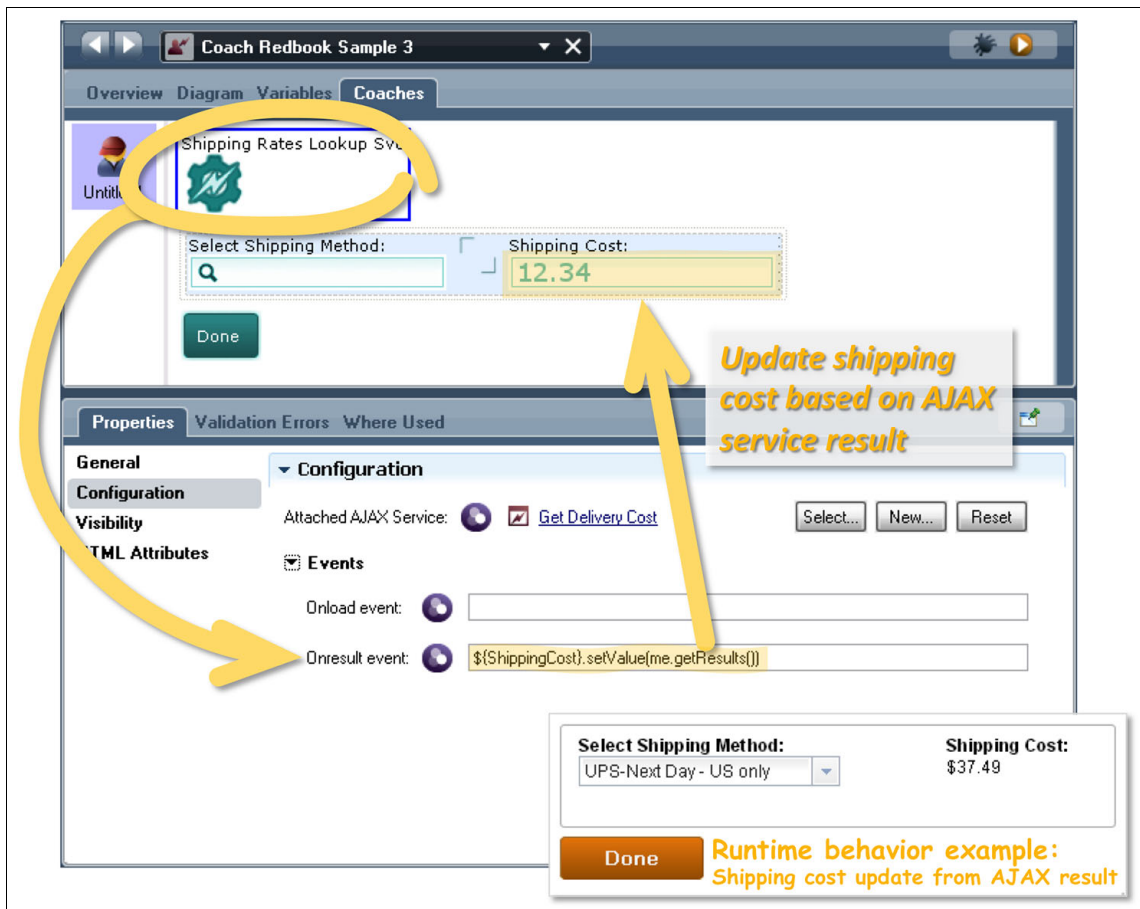 Coach Redbook Sample 3
Overview Diagram Variables Coaches
Shipping Rates Lookup Svc
Select Shipping Method: Shipping Cost:
12.34
Done
Update shipping
cost based on AJAX
service result
Properties Validation Errors Where Used
General
Configuration
Visibility
HTML Attributes
Configuration
Attached AJAX Service: Get Delivery Cost Select... New... Reset
Events
Onload event:
Onresult event: ${ShippingCost}.setValue(me.getResults())
Select Shipping Method: Shipping Cost:
UPS-Next Day - US only $37.49
Done
Runtime behavior example:
Shipping cost update from AJAX result